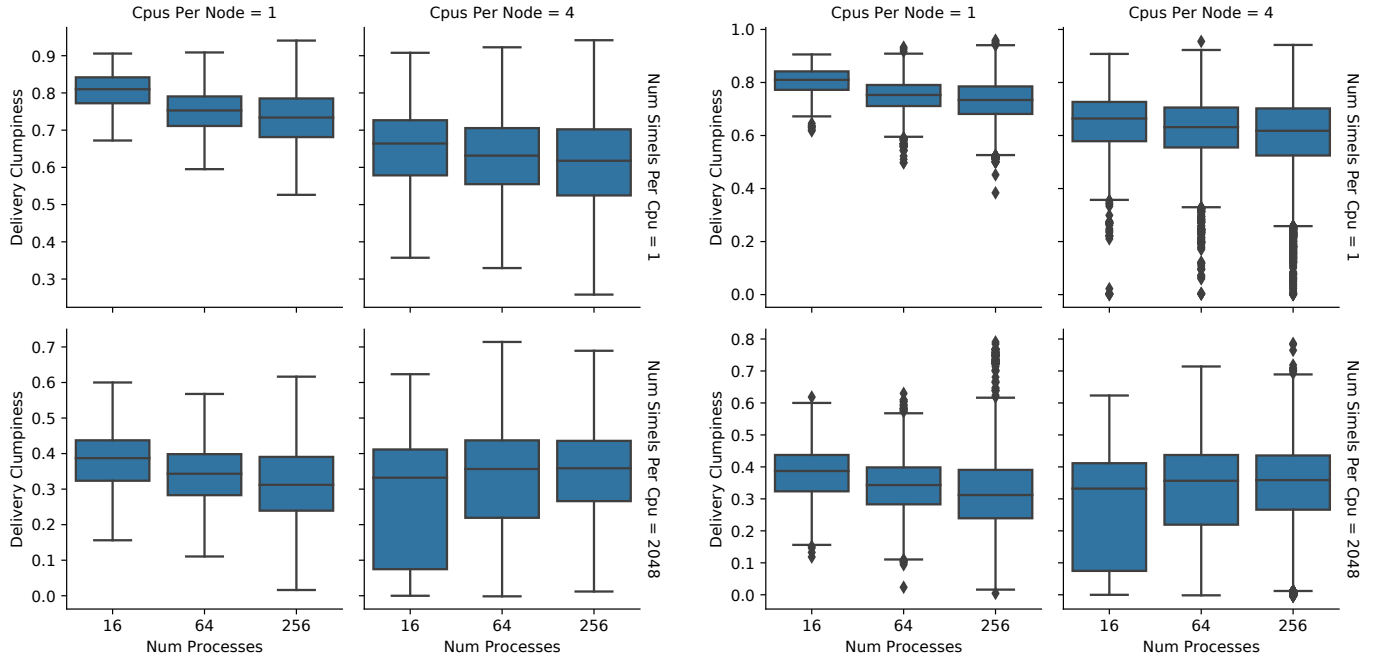 Cpus Per Node = 1
Cpus Per Node = 4
Delivery Clumpiness
0.9
0.8
0.7
0.6
0.5
0.4
0.3
Num Simels Per Cpu = 1
Delivery Clumpiness
0.7
0.6
0.5
0.4
0.3
0.2
0.1
0.0
Num Simels Per Cpu = 2048
16
64
256
16
64
256
Num Processes
Num Processes
Cpus Per Node = 1
Cpus Per Node = 4
Delivery Clumpiness
1.0
0.8
0.6
0.4
0.2
0.0
Num Simels Per Cpu = 1
Delivery Clumpiness
0.8
0.7
0.6
0.5
0.4
0.3
0.2
0.1
0.0
Num Simels Per Cpu = 2048
16
64
256
16
64
256
Num Processes
Num Processes